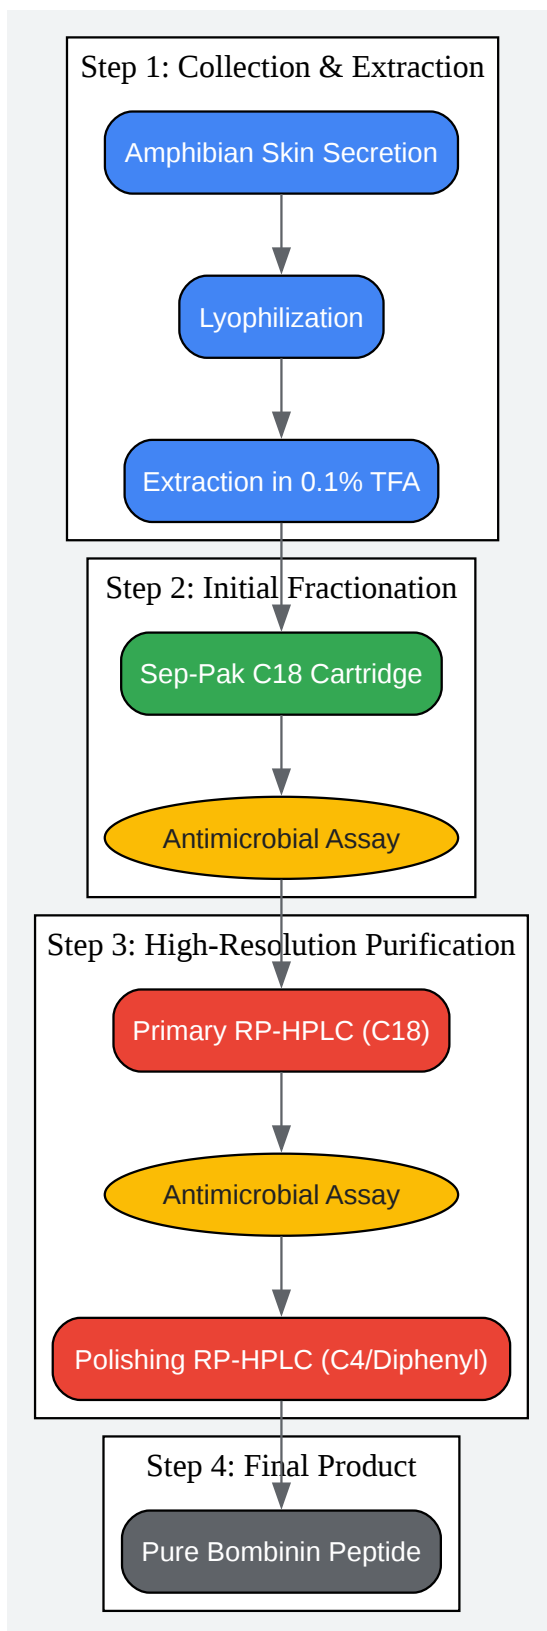 Step 1: Collection & Extraction
Amphibian Skin Secretion
Lyophilization
Extraction in 0.1% TFA
Step 2: Initial Fractionation
Sep-Pak C18 Cartridge
Antimicrobial Assay
Step 3: High-Resolution Purification
Primary RP-HPLC (C18)
Antimicrobial Assay
Polishing RP-HPLC (C4/Diphenyl)
Step 4: Final Product
Pure Bombinin Peptide